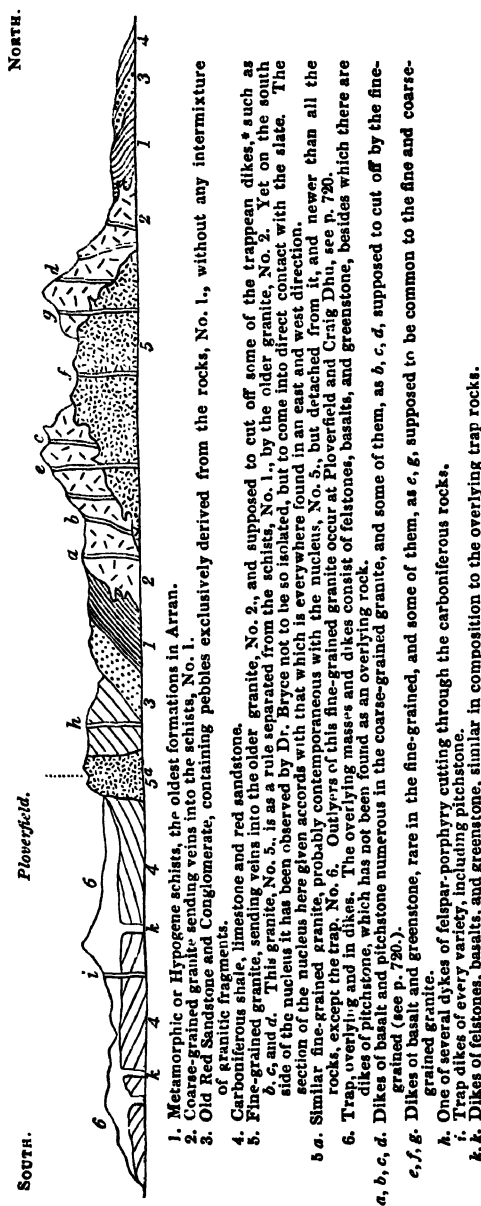 SOUTH. Ploverfield. NORTH.
6 i 6 h a b e c f g d
k 4 k 4 5a 3 1 2 5 2 1 3 4
1. Metamorphic or Hypogene schists, the oldest formations in Arran.
2. Coarse-grained granite sending veins into the schists, No. 1.
3. Old Red Sandstone and Conglomerate, containing pebbles exclusively derived from the rocks, No. 1., without any intermixture
of granitic fragments.
4. Carboniferous shale, limestone and red sandstone.
5. Fine-grained granite, sending veins into the older granite, No. 2., and supposed to cut off some of the trappean dikes,* such as
b, c, and d. This granite, No. 5., is as a rule separated from the schists, No. 1., by the older granite, No. 2. Yet on the south
side of the nucleus it has been observed by Dr. Bryce not to be so isolated, but to come into direct contact with the slate. The
section of the nucleus here given accords with that which is everywhere found in an east and west direction.
5 a. Similar fine-grained granite, probably contemporaneous with the nucleus, No. 5., but detached from it, and newer than all the
rocks, except the trap, No. 6. Outlyers of this fine-grained granite occur at Ploverfield and Craig Dhu, see p. 720.
6. Trap, overlying and in dikes. The overlying masses and dikes consist of felstones, basalts, and greenstone, besides which there are
dikes of pitchstone, which has not been found as an overlying rock.
a, b, c, d. Dikes of basalt and pitchstone numerous in the coarse-grained granite, and some of them, as b, c, d, supposed to cut off by the fine-
grained (see p. 720.).
e, f, g. Dikes of basalt and greenstone, rare in the fine-grained, and some of them, as e, g, supposed to be common to the fine and coarse-
grained granite.
h. One of several dykes of felspar-porphyry cutting through the carboniferous rocks.
i. Trap dikes of every variety, including pitchstone.
k. k. Dikes of felstones, basalts, and greenstone, similar in composition to the overlying trap rocks.